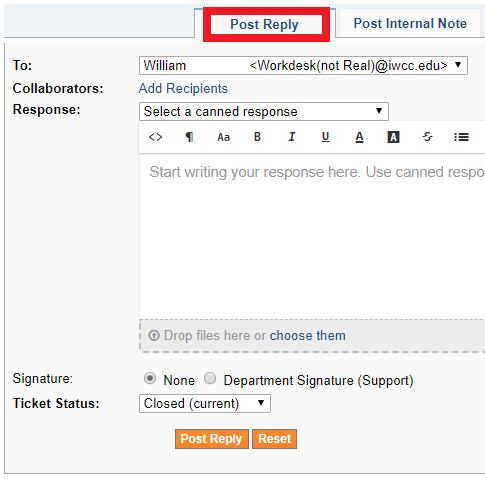 Post Reply Post Internal Note
To: William <Workdesk(not Real)@iwcc.edu>
Collaborators: Add Recipients
Response: Select a canned response
<> ¶ Aa B I U A A S
Start writing your response here. Use canned respo
Drop files here or choose them
Signature: None Department Signature (Support)
Ticket Status: Closed (current)
Post Reply Reset